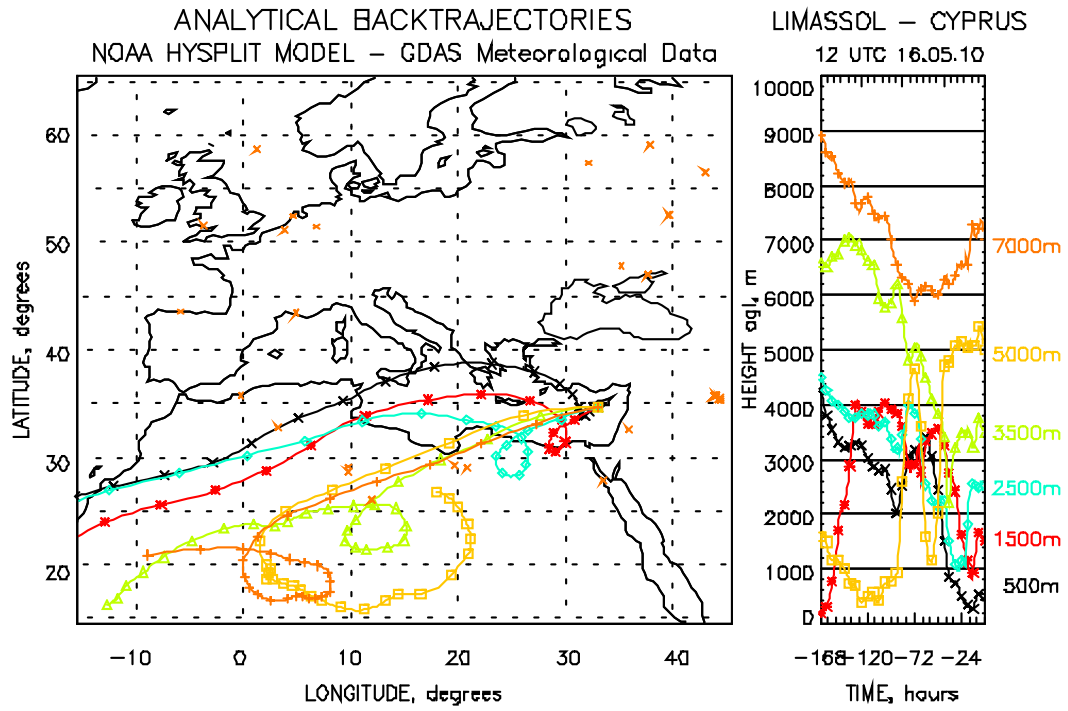 ANALYTICAL BACKTRAJECTORIES
NOAA HYSPLIT MODEL – GDAS Meteorological Data
LIMASSOL – CYPRUS
12 UTC 16.05.10
LATITUDE, degrees
60
50
40
30
20
-10 0 10 20 30 40
LONGITUDE, degrees
HEIGHT agl, m
10000
9000
8000
7000
6000
5000
4000
3000
2000
1000
0
-168 -120 -72 -24
TIME, hours
7000m
5000m
3500m
2500m
1500m
500m